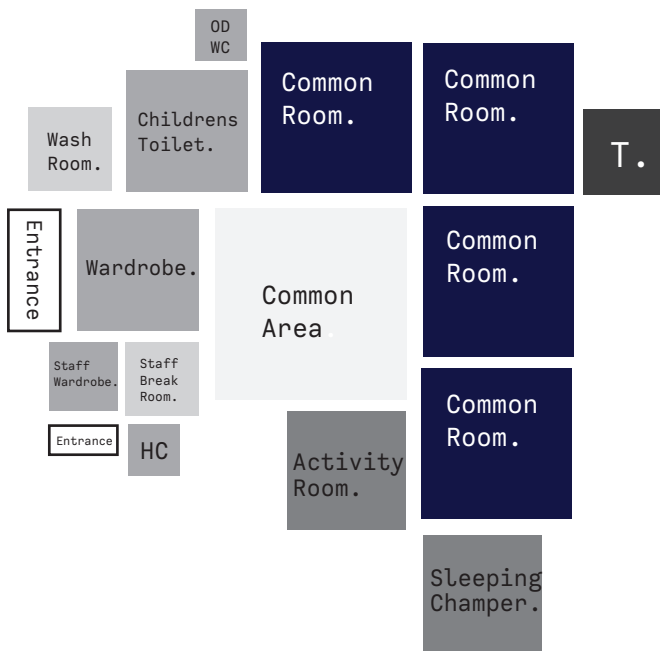 OD
WC
Common
Room.
Common
Room.
Childrens
Toilet.
Wash
Room.
T.
Entrance
Wardrobe.
Common
Area.
Common
Room.
Staff
Wardrobe.
Staff
Break
Room.
Common
Room.
Entrance
HC
Activity
Room.
Sleeping
Champer.